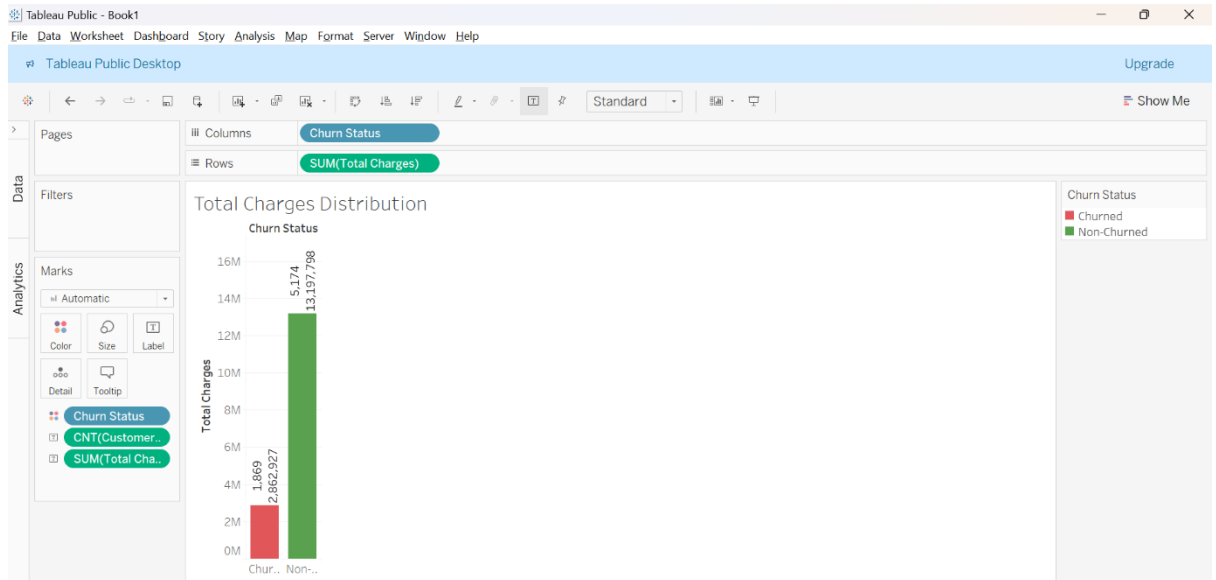 Tableau Public - Book1
File Data Worksheet Dashboard Story Analysis Map Format Server Window Help
Tableau Public Desktop
Upgrade
Standard
Show Me
Data
Analytics
Pages
Filters
Marks
Automatic
Color Size Label
Detail Tooltip
Churn Status
CNT(Customer..
SUM(Total Cha..
Columns
Churn Status
Rows
SUM(Total Charges)
Total Charges Distribution
Churn Status
Total Charges
16M
14M
12M
10M
8M
6M
4M
2M
0M
1,869
2,862,927
5,174
13,197,798
Chur.. Non-..
Churn Status
Churned
Non-Churned